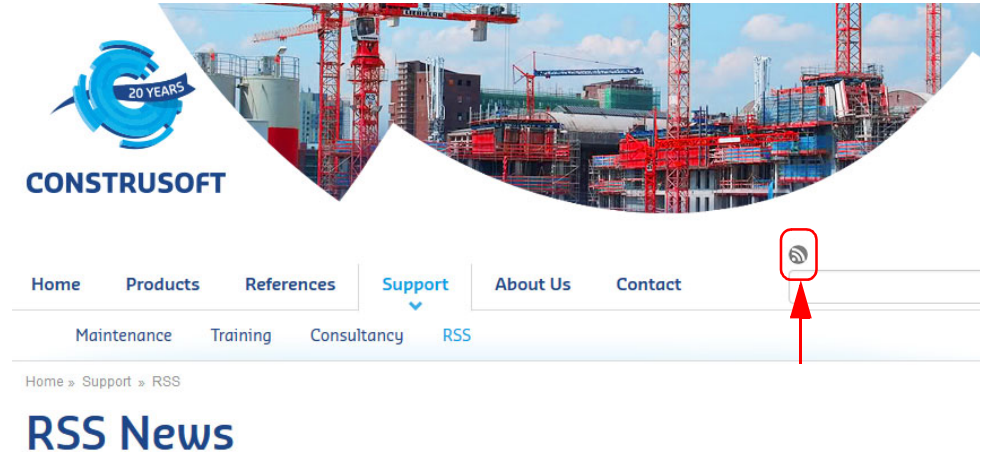 LIEBHERR
20 YEARS
CONSTRUSOFT
Home Products References Support About Us Contact
Maintenance Training Consultancy RSS
Home » Support » RSS
RSS News